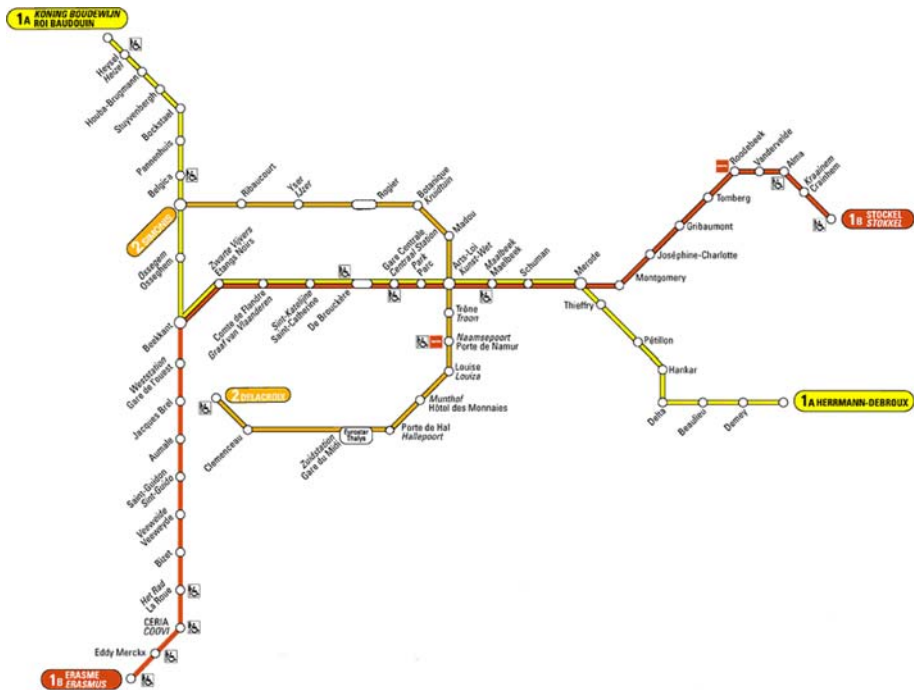 1A KONING BOUDEWIJN
ROI BAUDOUIN
Heysel
Heizel
Houba-Brugmann
Stuyvenbergh
Bockstael
Pannenhuis
Belgica
2 SIMONIS
Ossegem
Osseghem
Beekkant
Ribaucourt
Yser
IJzer
Rogier
Botanique
Kruidtuin
Madou
Zwarte Vijvers
Etangs Noirs
Comte de Flandre
Graaf van Vlaanderen
Sint-Katelijne
Saint-Catherine
De Brouckère
Gare Centrale
Centraal Station
Park
Parc
Arts-Loi
Kunst-Wet
Maalbeek
Maelbeek
Schuman
Merode
Montgomery
Joséphine-Charlotte
Gribaumont
Tomberg
Roodebeek
Vandervelde
Alma
Kraainem
Crainhem
1B STOCKEL
STOKKEL
Thieffry
Pétillon
Hankar
Delta
Beaulieu
Demey
1A HERRMANN-DEBROUX
Trône
Troon
Naamsepoort
Porte de Namur
Louise
Louiza
Munthof
Hôtel des Monnaies
Porte de Hal
Hallepoort
Eurostar
Thalys
Zuidstation
Gare du Midi
Clemenceau
2 DELACROIX
Weststation
Gare de l'ouest
Jacques Brel
Aumale
Saint-Guidon
Sint-Guido
Veeweide
Veeweyde
Bizet
Het Rad
La Roue
CERIA
COOVI
Eddy Merckx
1B ERASME
ERASMUS